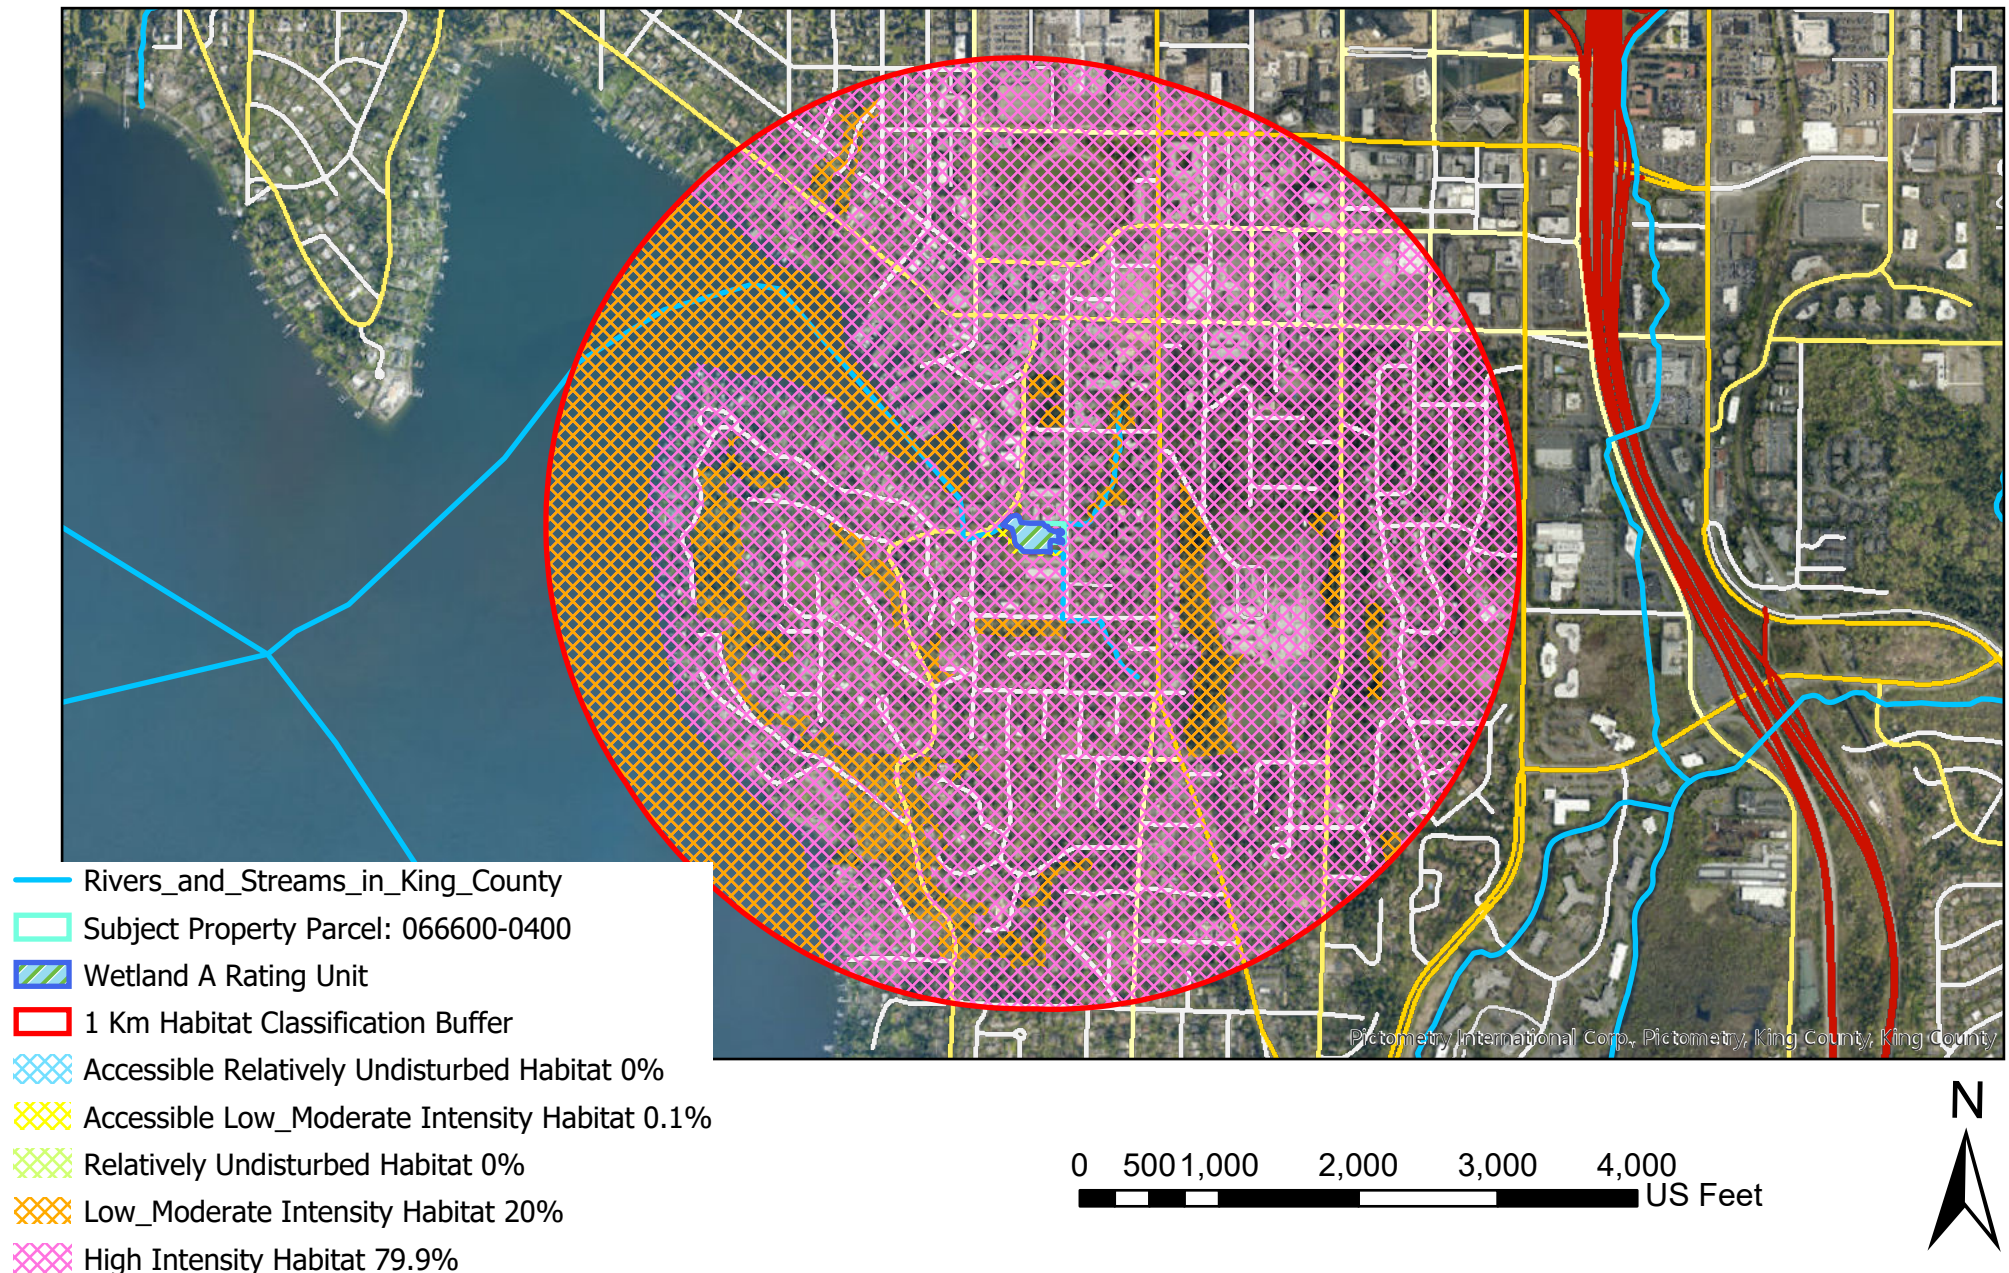 Pictometry International Corp., Pictometry, King County, King County
Rivers_and_Streams_in_King_County
Subject Property Parcel: 066600-0400
Wetland A Rating Unit
1 Km Habitat Classification Buffer
Accessible Relatively Undisturbed Habitat 0%
Accessible Low_Moderate Intensity Habitat 0.1%
Relatively Undisturbed Habitat 0%
Low_Moderate Intensity Habitat 20%
High Intensity Habitat 79.9%
0 500 1,000 2,000 3,000 4,000
US Feet
N